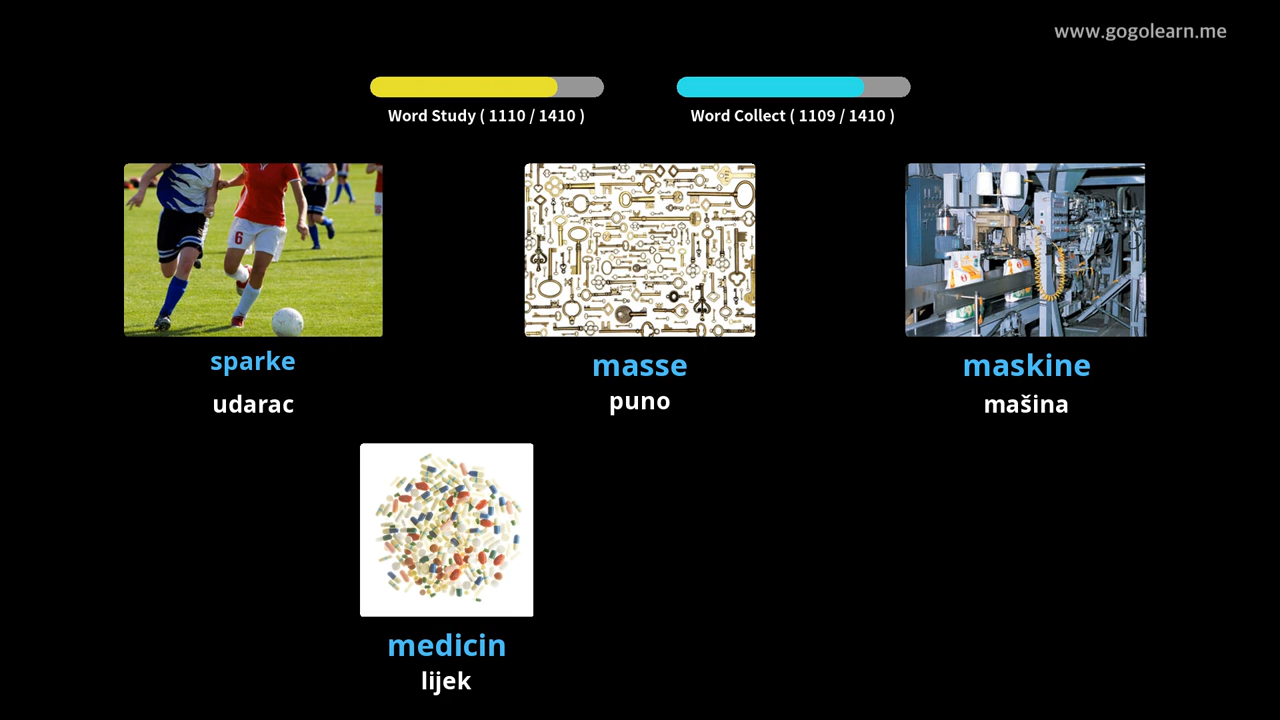 www.gogolearn.me
Word Study ( 1110 / 1410 )
Word Collect ( 1109 / 1410 )
sparke
udarac
masse
puno
maskine
mašina
medicin
lijek